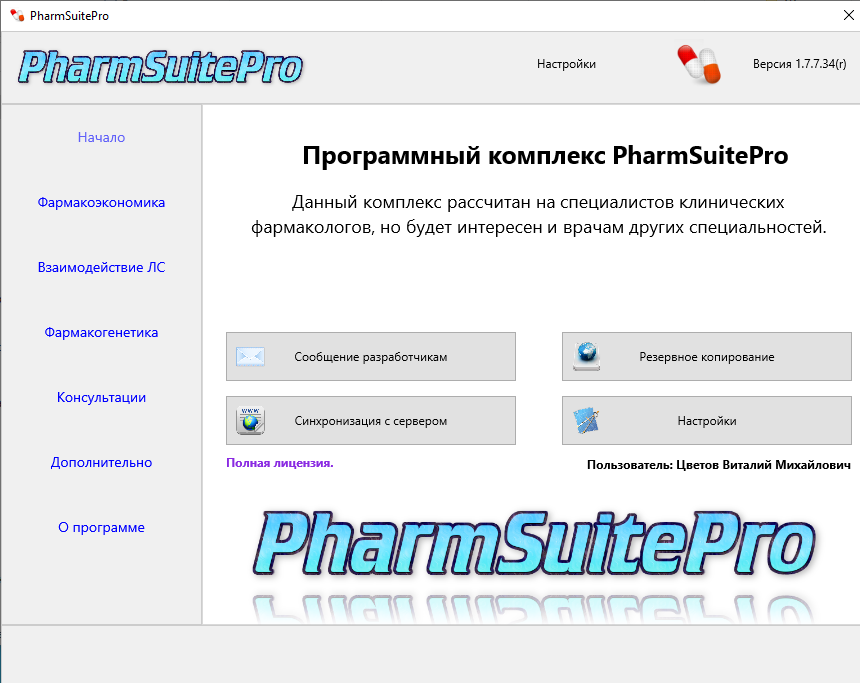 PharmSuitePro
PharmSuitePro
Настройки
Версия 1.7.7.34(r)
Начало
Фармакоэкономика
Взаимодействие ЛС
Фармакогенетика
Консультации
Дополнительно
О программе
Программный комплекс PharmSuitePro
Данный комплекс рассчитан на специалистов клинических
фармакологов, но будет интересен и врачам других специальностей.
Сообщение разработчикам
Резервное копирование
WWW
Синхронизация с сервером
Настройки
Полная лицензия.
Пользователь: Цветов Виталий Михайлович
PharmSuitePro